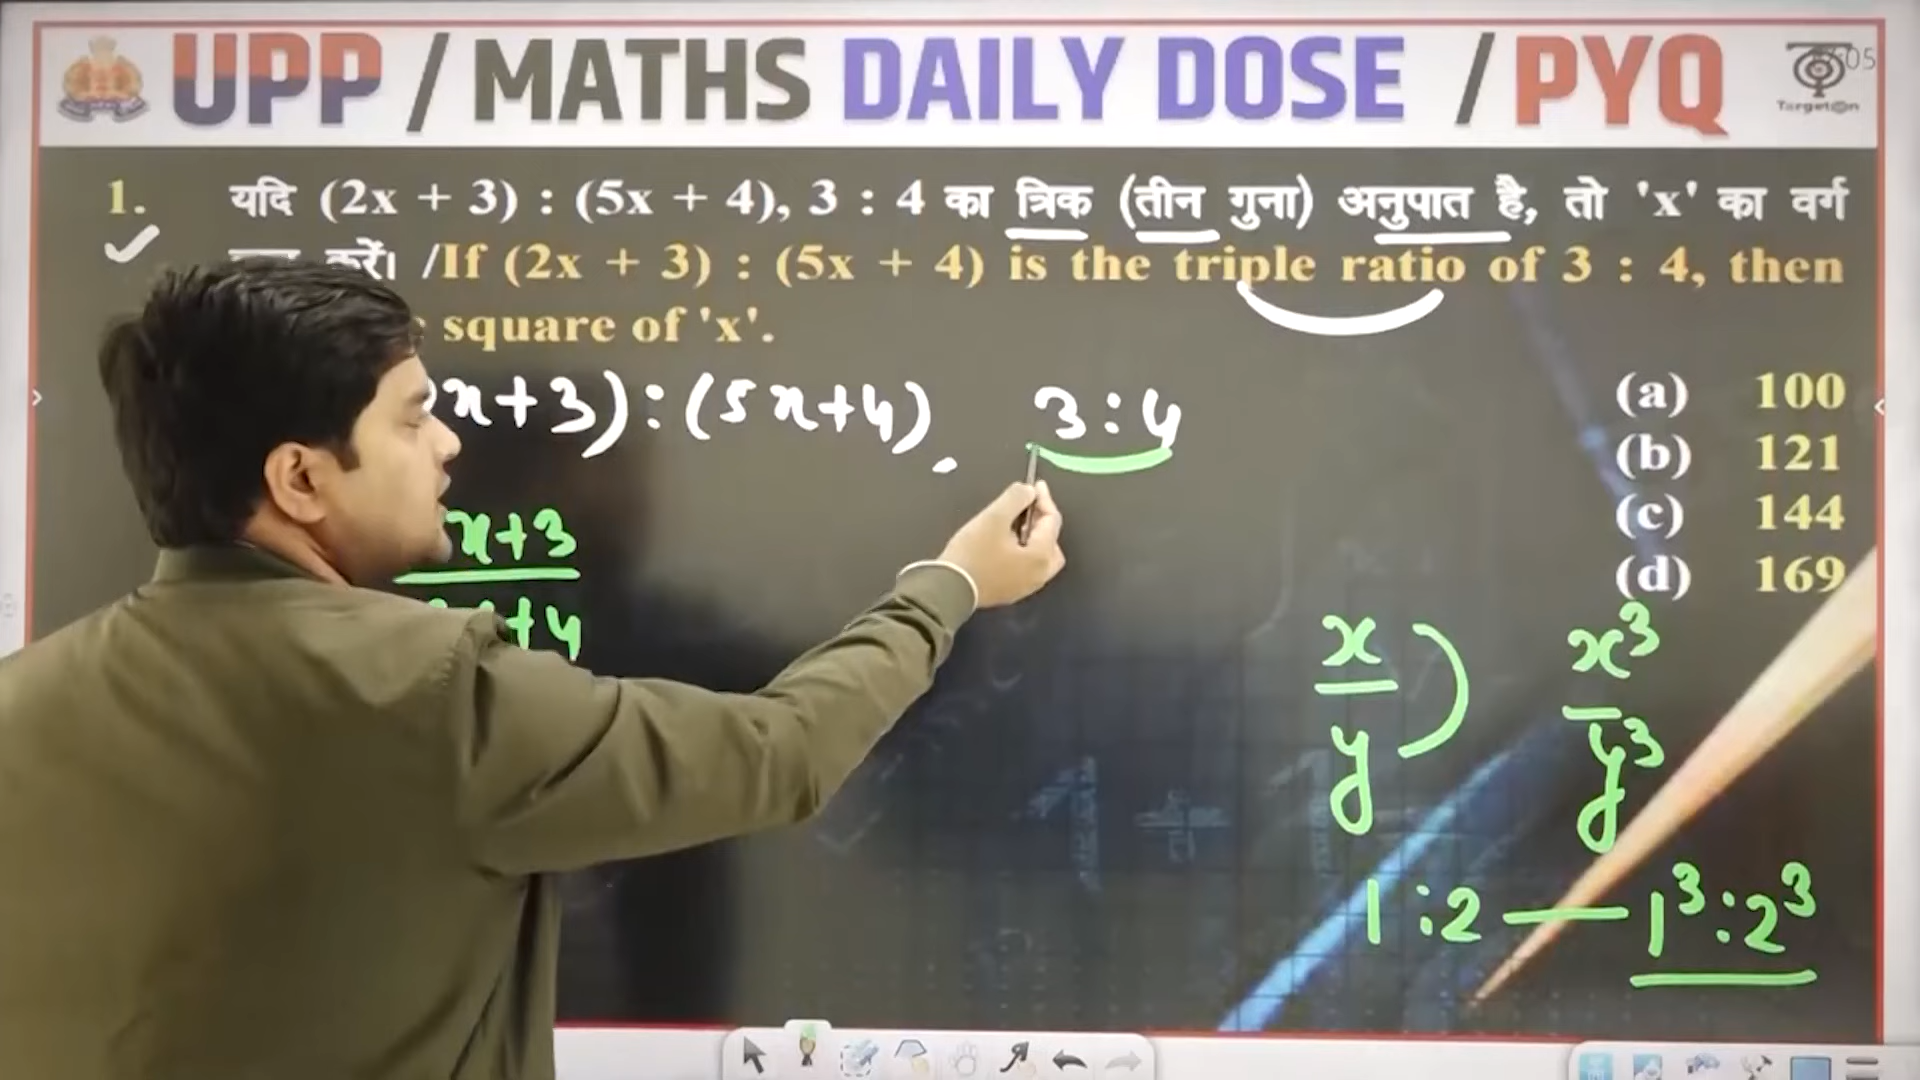 UPP / MATHS DAILY DOSE / PYQ
05
Target@n
1. यदि (2x + 3) : (5x + 4), 3 : 4 का त्रिक (तीन गुना) अनुपात है, तो 'x' का वर्ग
करें। /If (2x + 3) : (5x + 4) is the triple ratio of 3 : 4, then
square of 'x'.
x+3) : (5x+4) 3 : 4
(a) 100
(b) 121
(c) 144
(d) 169
x+3
+4
x
y
x³
y³
1 : 2 — 1³ : 2³